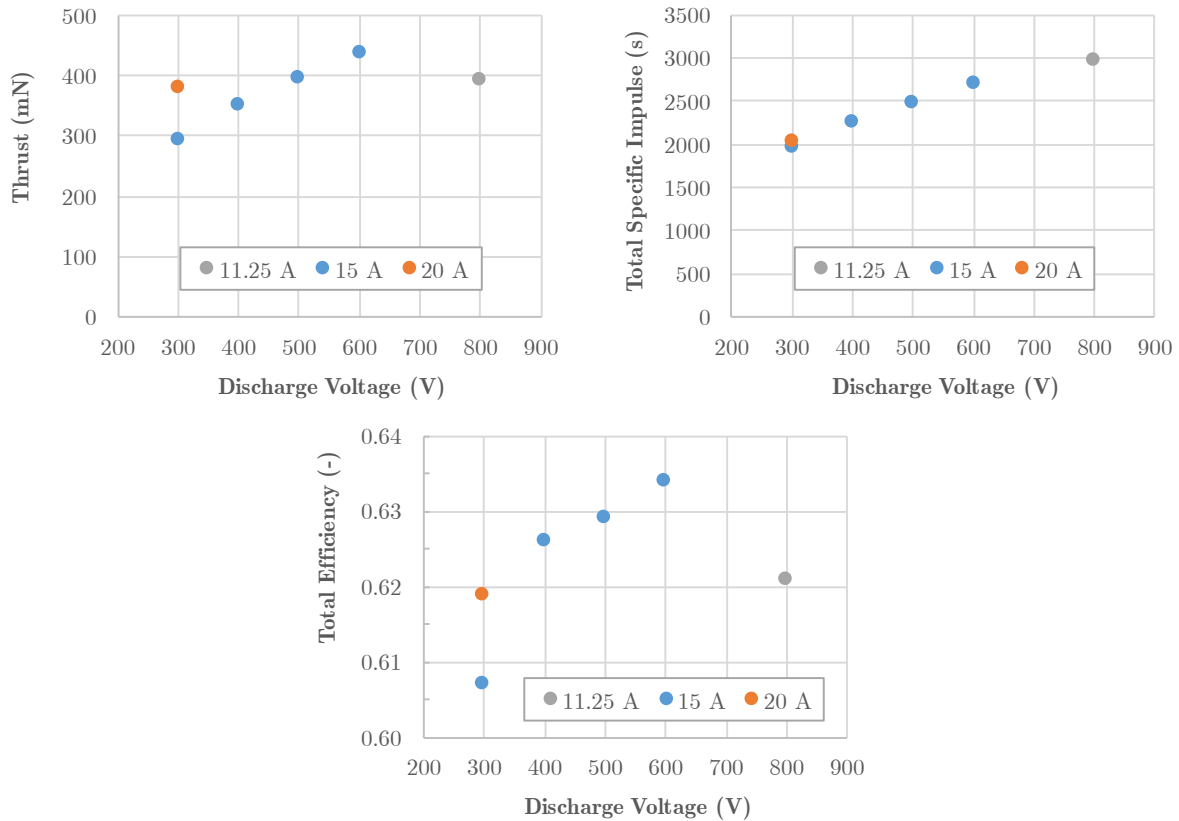 Thrust (mN)
500
400
300
200
100
0
11.25 A 15 A 20 A
200 300 400 500 600 700 800 900
Discharge Voltage (V)
Total Specific Impulse (s)
3500
3000
2500
2000
1500
1000
500
0
11.25 A 15 A 20 A
200 300 400 500 600 700 800 900
Discharge Voltage (V)
Total Efficiency (-)
0.64
0.63
0.62
0.61
0.60
11.25 A 15 A 20 A
200 300 400 500 600 700 800 900
Discharge Voltage (V)